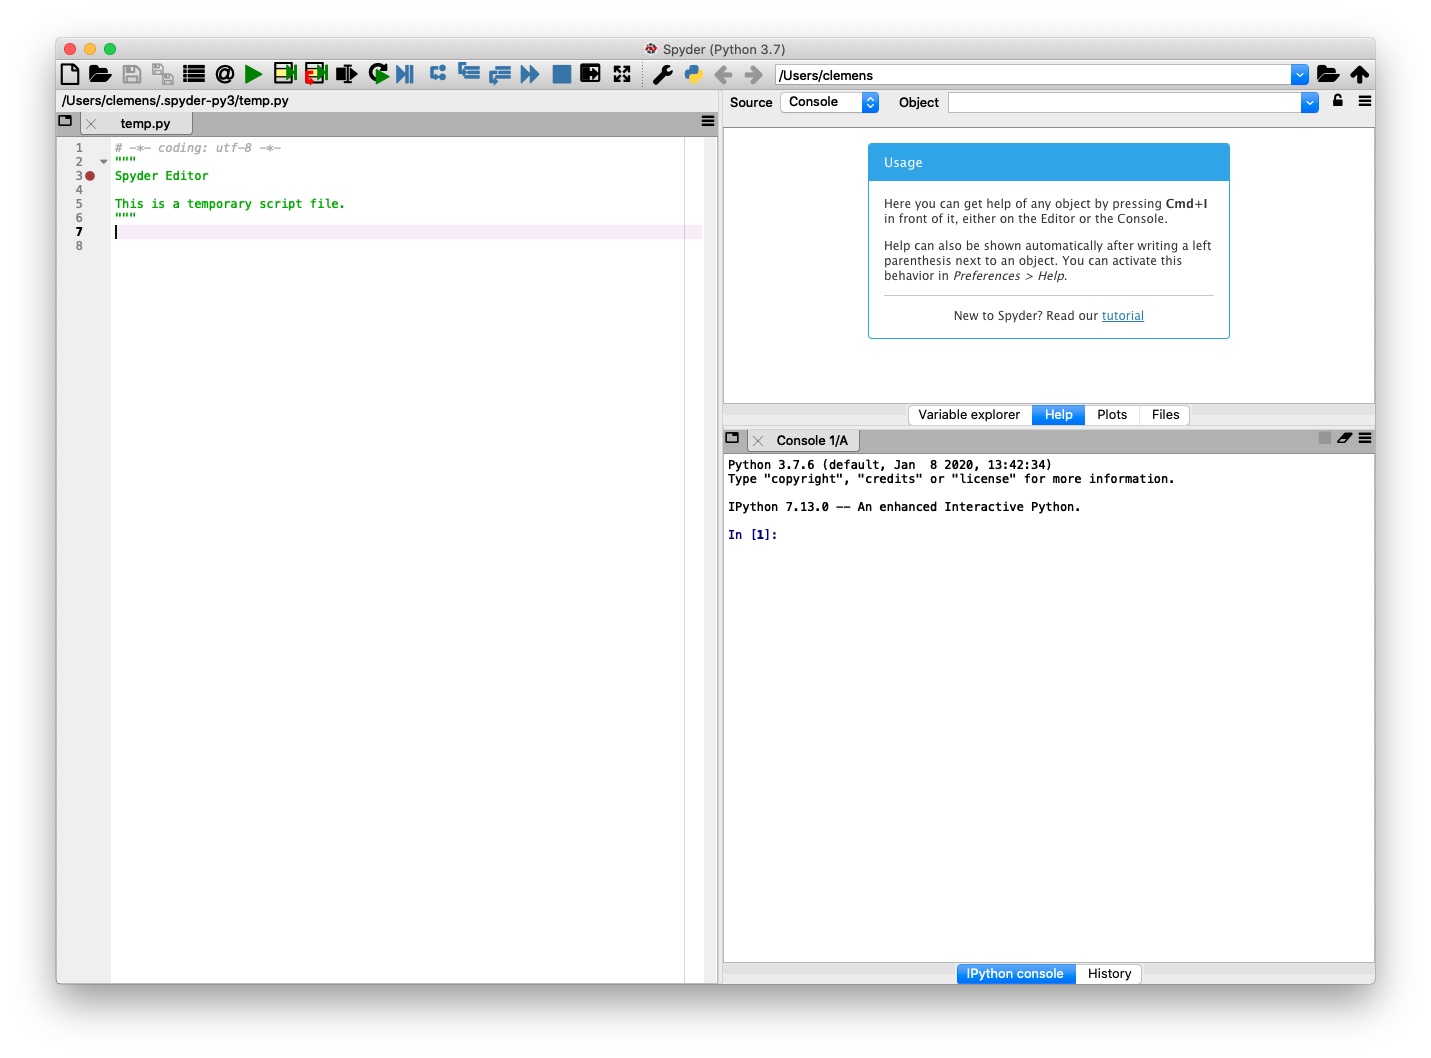 Spyder (Python 3.7)
/Users/clemens
/Users/clemens/.spyder-py3/temp.py
temp.py
1 # -*- coding: utf-8 -*-
2 """
3 Spyder Editor
4
5 This is a temporary script file.
6 """
7
8
Source Console Object
Usage
Here you can get help of any object by pressing Cmd+I
in front of it, either on the Editor or the Console.
Help can also be shown automatically after writing a left
parenthesis next to an object. You can activate this
behavior in Preferences > Help.
New to Spyder? Read our tutorial
Variable explorer Help Plots Files
Console 1/A
Python 3.7.6 (default, Jan  8 2020, 13:42:34)
Type "copyright", "credits" or "license" for more information.
IPython 7.13.0 -- An enhanced Interactive Python.
In [1]:
IPython console History